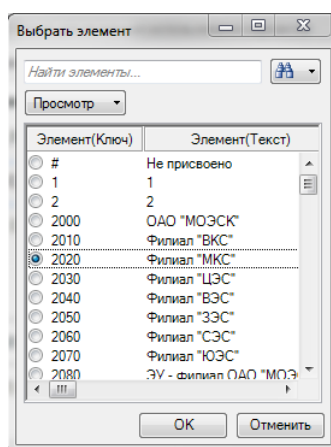 Выбрать элемент
Найти элементы...
Просмотр
Элемент(Ключ) Элемент(Текст)
# Не присвоено
1 1
2 2
2000 ОАО "МОЭСК"
2010 Филиал "ВКС"
2020 Филиал "МКС"
2030 Филиал "ЦЭС"
2040 Филиал "ВЭС"
2050 Филиал "ЗЭС"
2060 Филиал "СЭС"
2070 Филиал "ЮЭС"
2080 ЭУ - филиал ОАО "МОЭ
OK Отменить